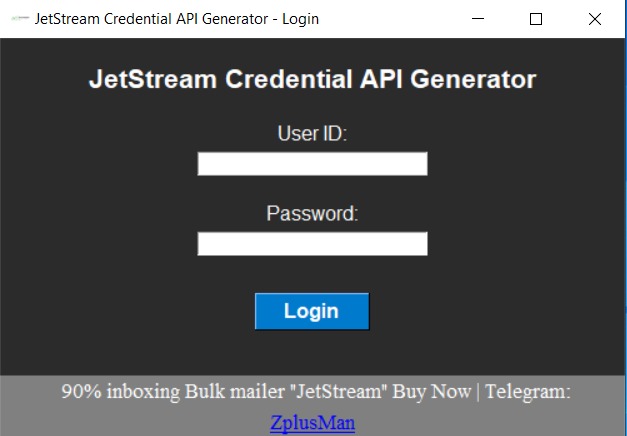 JetStream Credential API Generator - Login
JetStream Credential API Generator
User ID:
Password:
Login
90% inboxing Bulk mailer "JetStream" Buy Now | Telegram:
ZplusMan